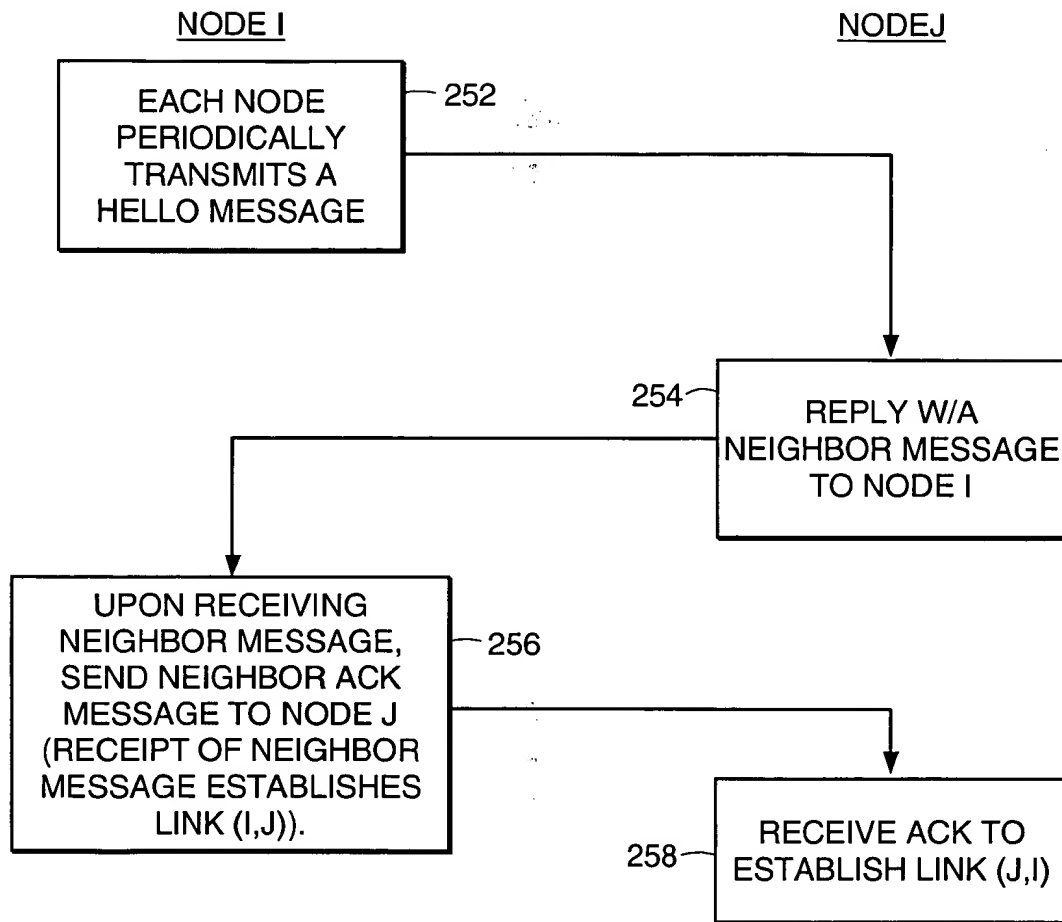 NODE I
NODEJ
EACH NODE
PERIODICALLY
TRANSMITS A
HELLO MESSAGE
252
254
REPLY W/A
NEIGHBOR MESSAGE
TO NODE I
UPON RECEIVING
NEIGHBOR MESSAGE,
SEND NEIGHBOR ACK
MESSAGE TO NODE J
(RECEIPT OF NEIGHBOR
MESSAGE ESTABLISHES
LINK (I,J)).
256
258
RECEIVE ACK TO
ESTABLISH LINK (J,I)